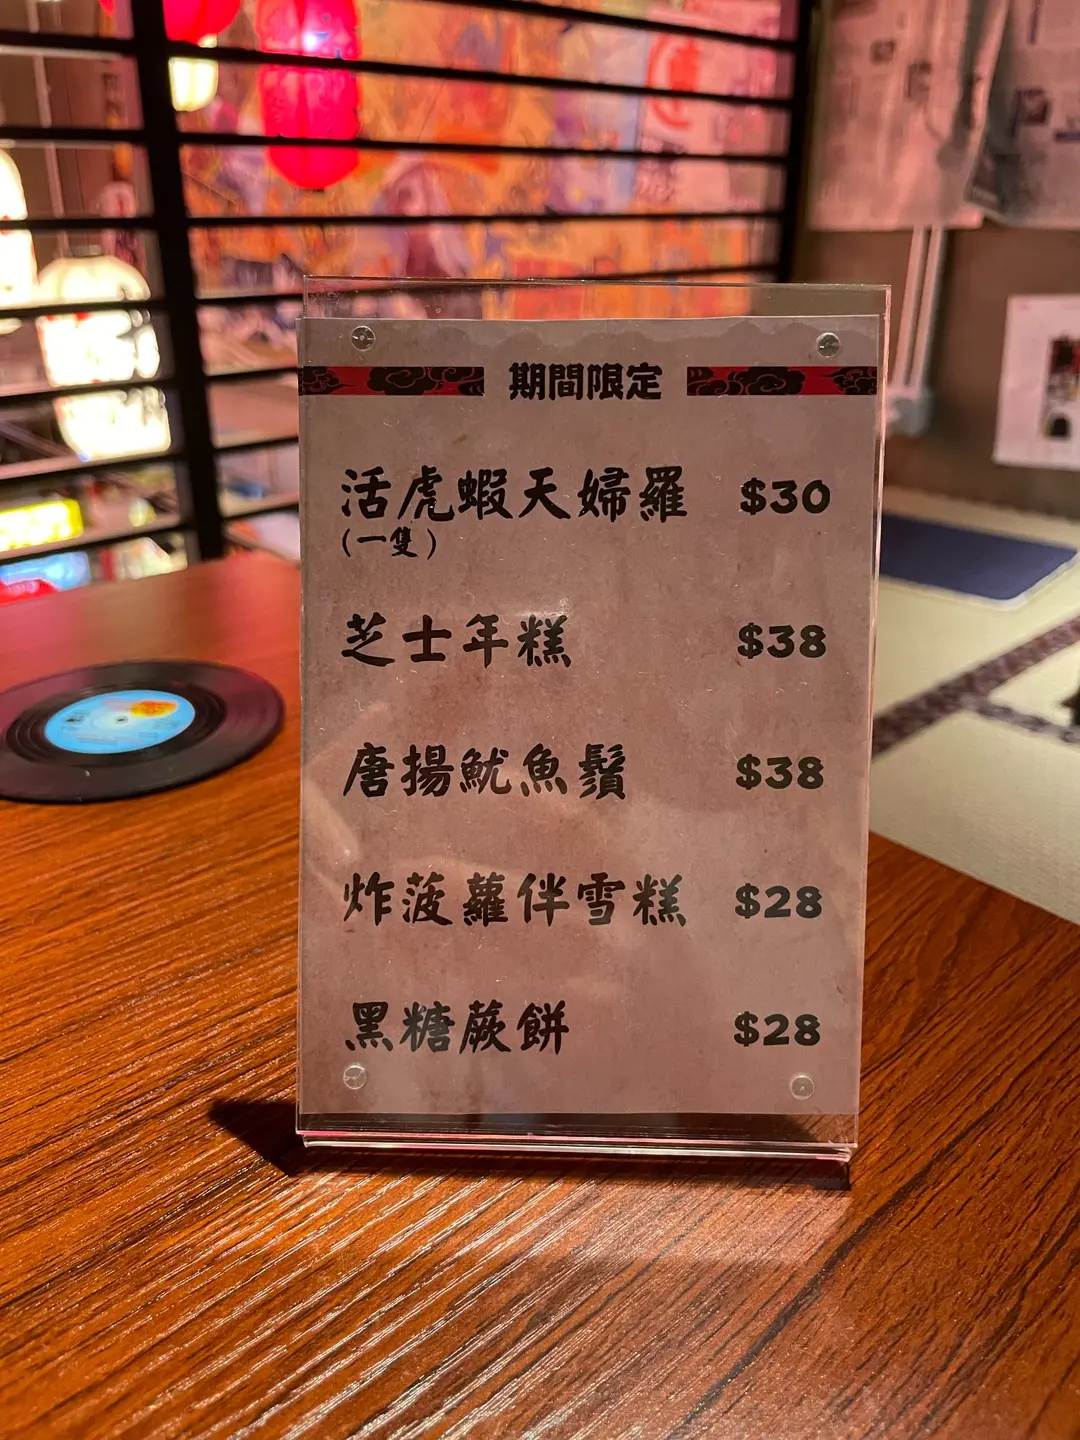 期間限定
活虎蝦天婦羅 $30
(一隻)
芝士年糕 $38
唐揚魷魚鬚 $38
炸菠蘿伴雪糕 $28
黑糖蕨餅 $28